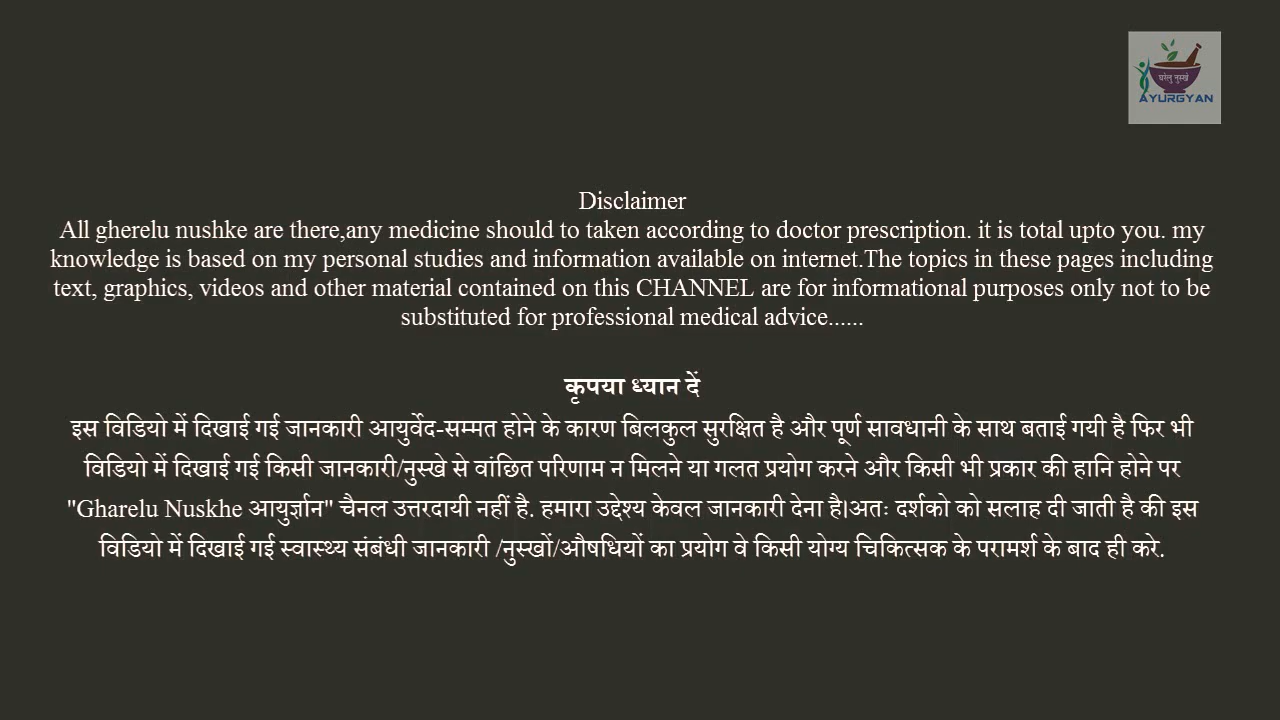 घरेलु नुस्खे
AYURGYAN
Disclaimer
All gherelu nushke are there,any medicine should to taken according to doctor prescription. it is total upto you. my
knowledge is based on my personal studies and information available on internet.The topics in these pages including
text, graphics, videos and other material contained on this CHANNEL are for informational purposes only not to be
substituted for professional medical advice......
कृपया ध्यान दें
इस विडियो में दिखाई गई जानकारी आयुर्वेद-सम्मत होने के कारण बिलकुल सुरक्षित है और पूर्ण सावधानी के साथ बताई गयी है फिर भी
विडियो में दिखाई गई किसी जानकारी/नुस्खे से वांछित परिणाम न मिलने या गलत प्रयोग करने और किसी भी प्रकार की हानि होने पर
"Gharelu Nuskhe आयुर्ज्ञान" चैनल उत्तरदायी नहीं है. हमारा उद्देश्य केवल जानकारी देना है।अतः दर्शको को सलाह दी जाती है की इस
विडियो में दिखाई गई स्वास्थ्य संबंधी जानकारी /नुस्खों/औषधियों का प्रयोग वे किसी योग्य चिकित्सक के परामर्श के बाद ही करे.